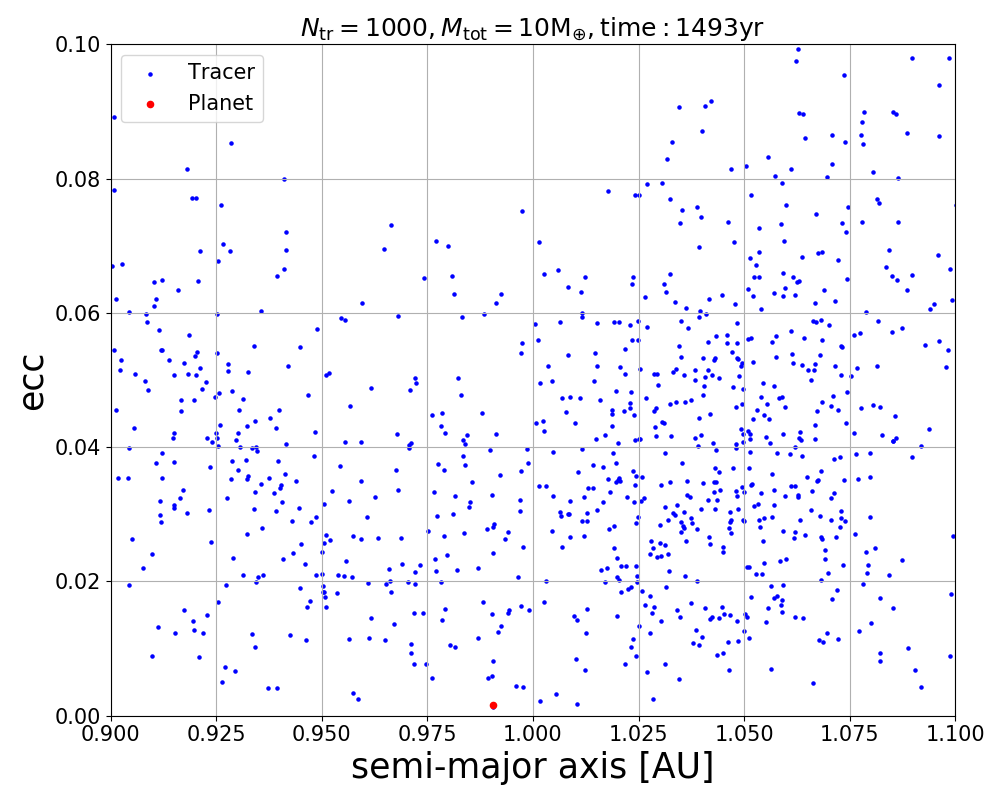 N_tr = 1000, M_tot = 10M_⊕, time : 1493yr
Tracer
Planet
ecc
0.10
0.08
0.06
0.04
0.02
0.00
0.900 0.925 0.950 0.975 1.000 1.025 1.050 1.075 1.100
semi-major axis [AU]